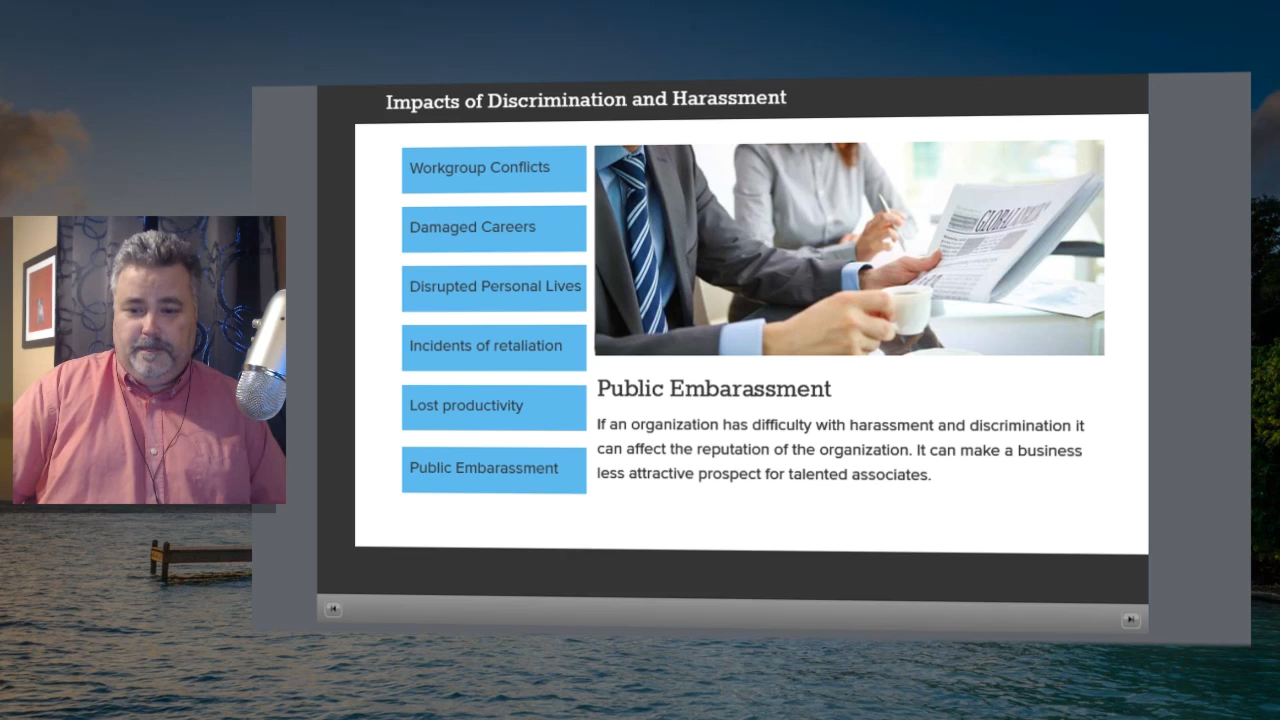 Impacts of Discrimination and Harassment
Workgroup Conflicts
Damaged Careers
Disrupted Personal Lives
Incidents of retaliation
Lost productivity
Public Embarassment
Public Embarassment
If an organization has difficulty with harassment and discrimination it
can affect the reputation of the organization. It can make a business
less attractive prospect for talented associates.